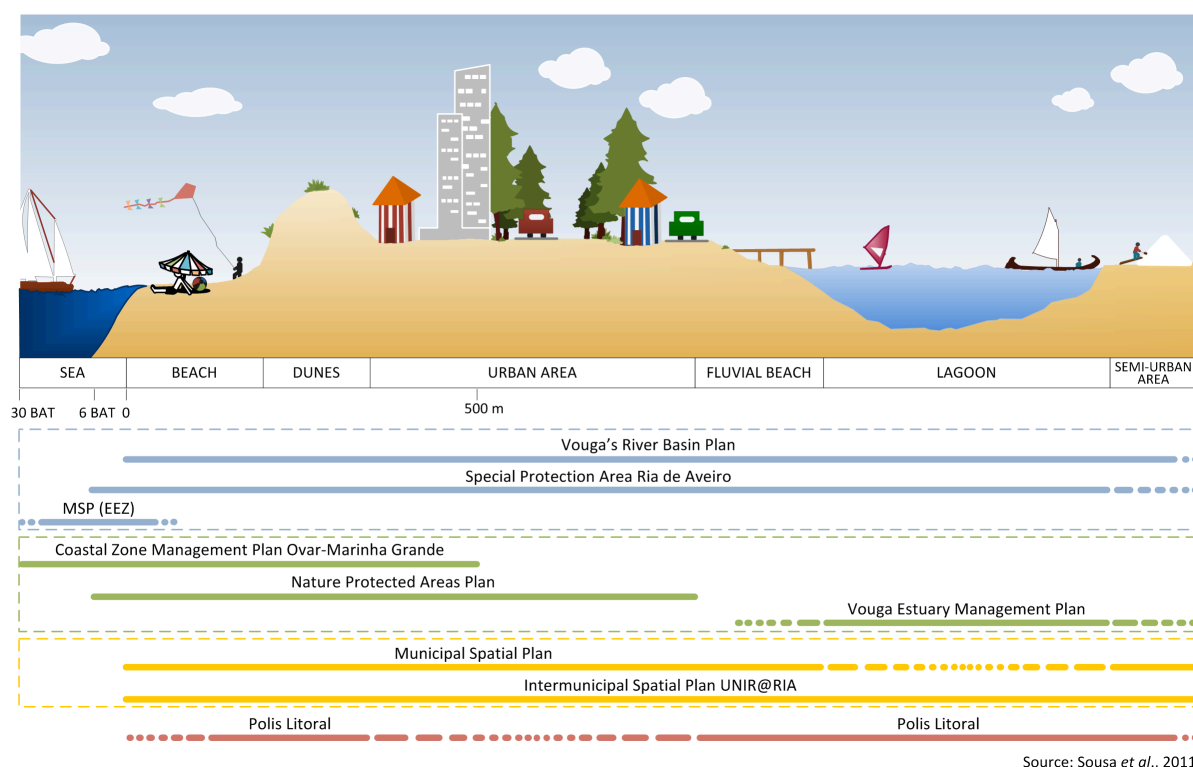 SEA
BEACH
DUNES
URBAN AREA
FLUVIAL BEACH
LAGOON
SEMI-URBAN
AREA
30 BAT
6 BAT
0
500 m
Vouga's River Basin Plan
Special Protection Area Ria de Aveiro
MSP (EEZ)
Coastal Zone Management Plan Ovar-Marinha Grande
Nature Protected Areas Plan
Vouga Estuary Management Plan
Municipal Spatial Plan
Intermunicipal Spatial Plan UNIR@RIA
Polis Litoral
Polis Litoral
Source: Sousa et al., 2011